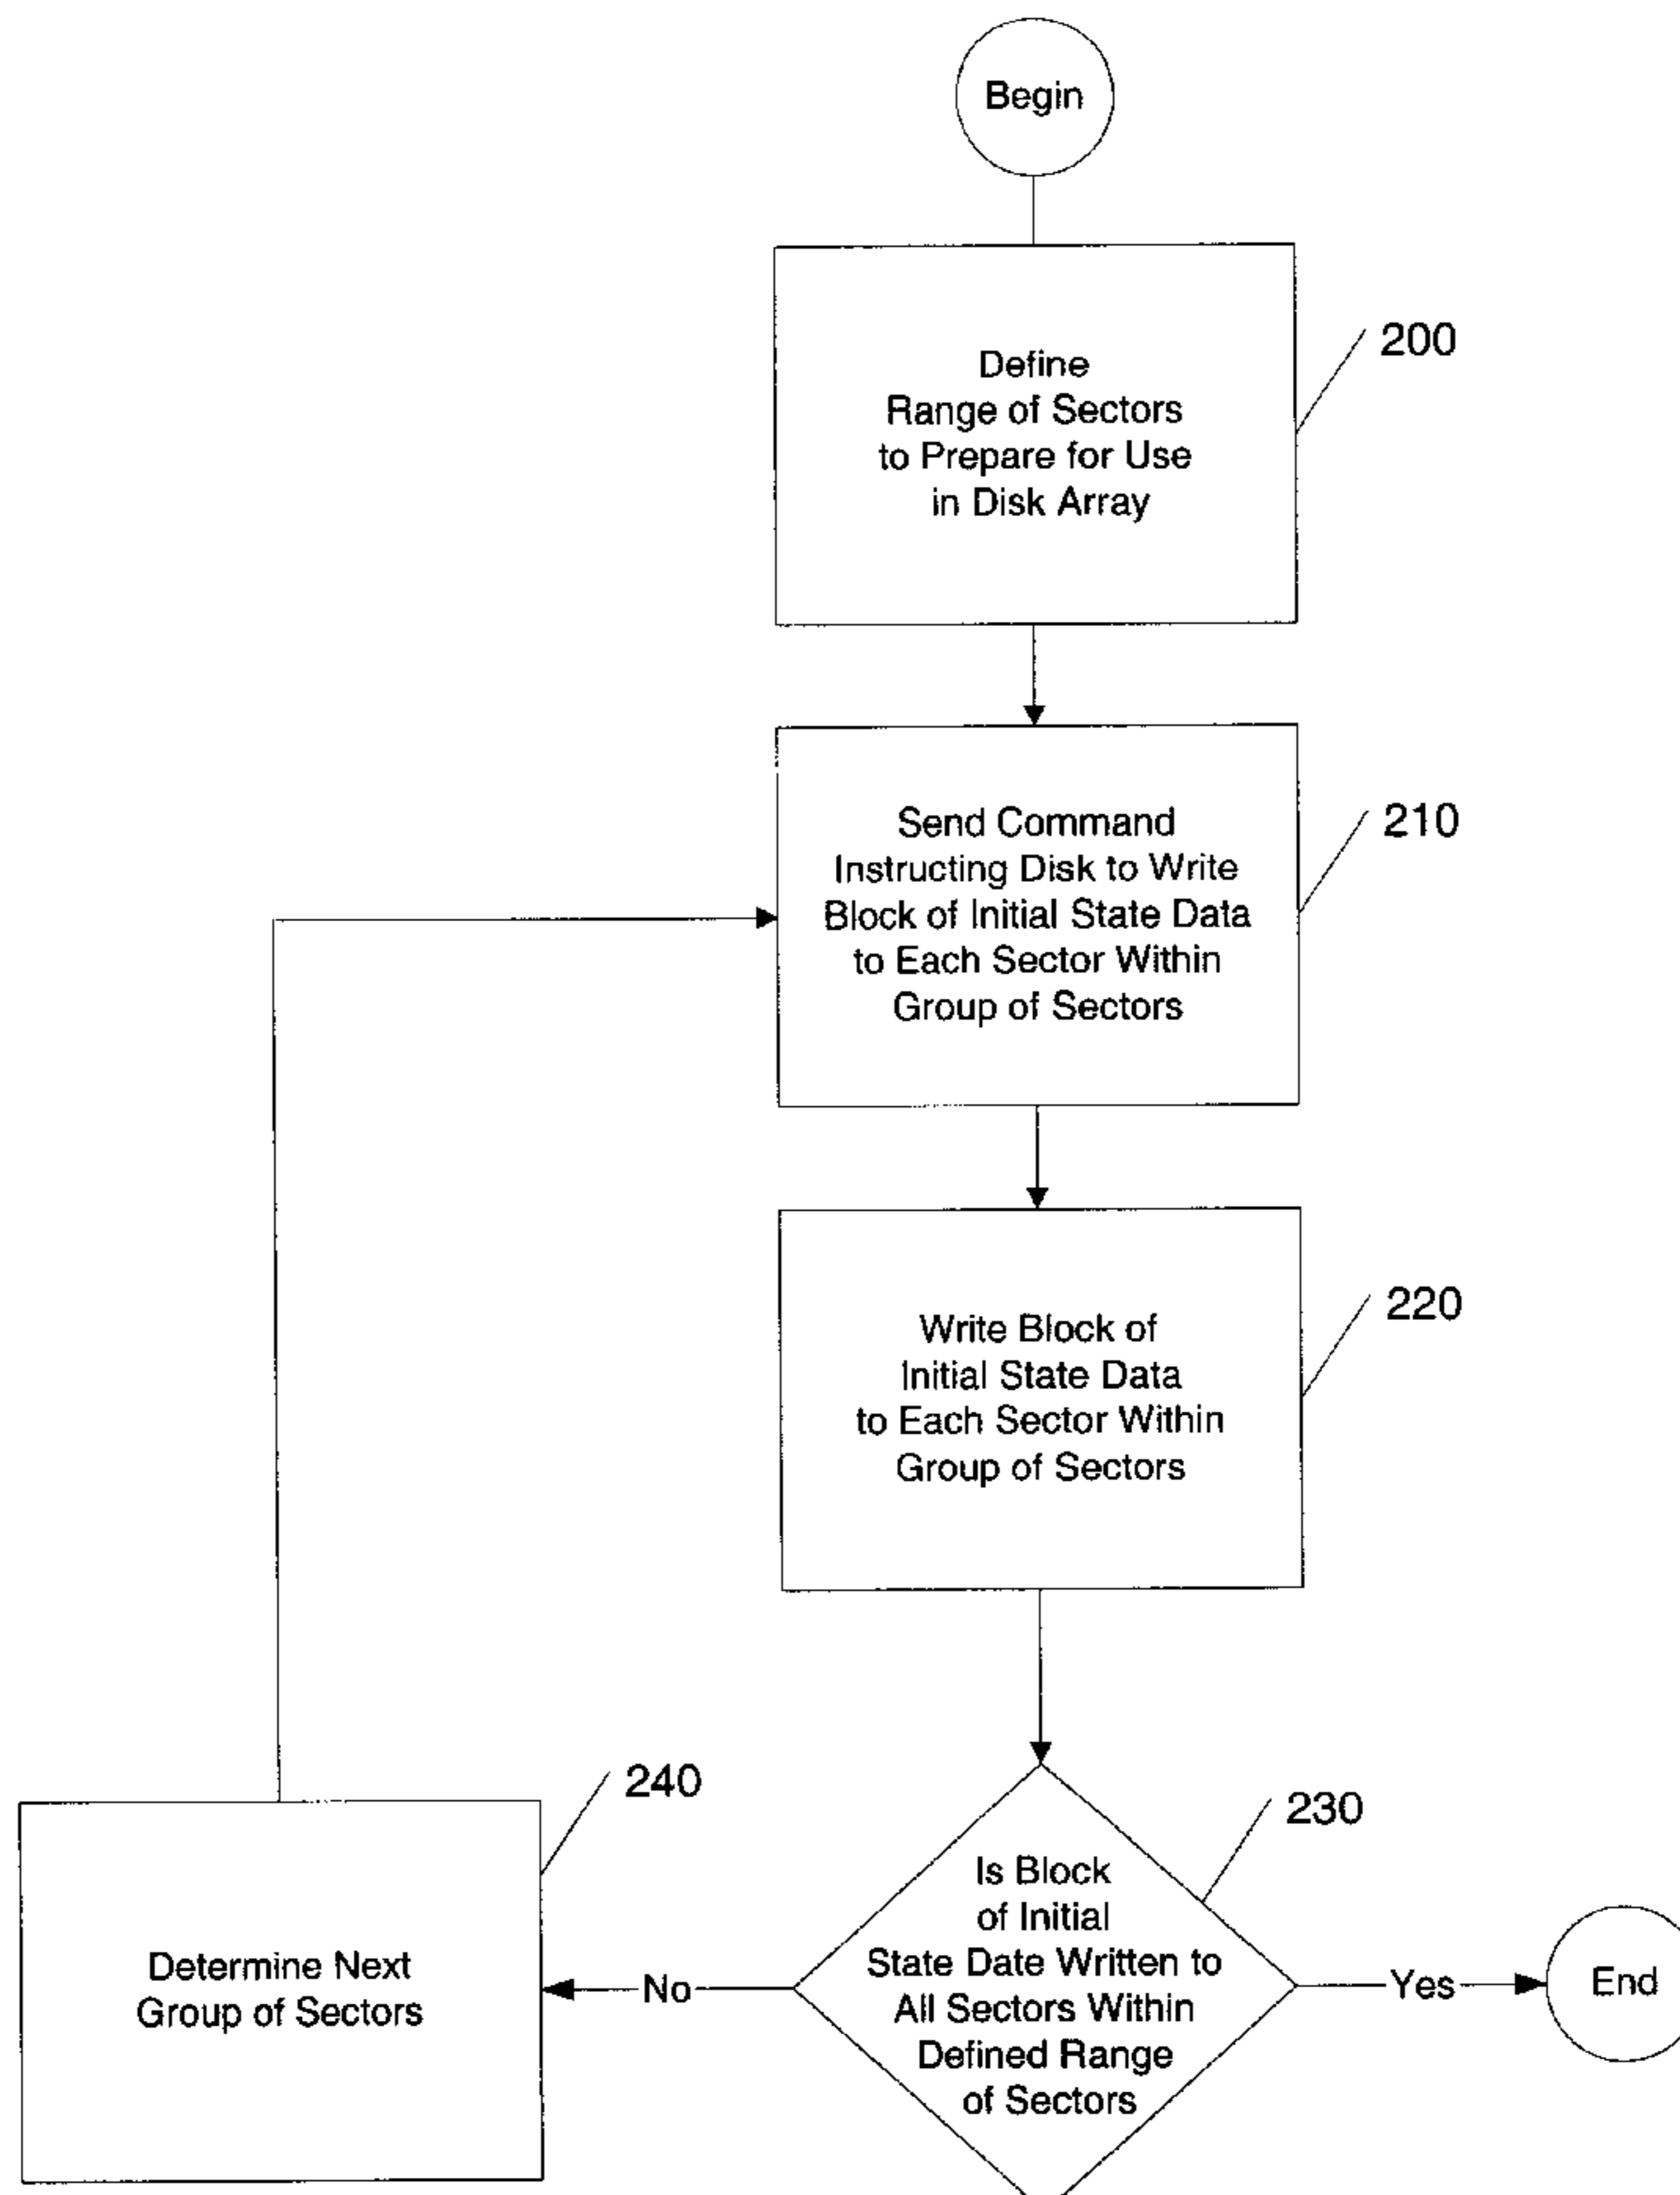 Begin
Define
Range of Sectors
to Prepare for Use
in Disk Array
200
Send Command
Instructing Disk to Write
Block of Initial State Data
to Each Sector Within
Group of Sectors
210
Write Block of
Initial State Data
to Each Sector Within
Group of Sectors
220
Is Block
of Initial
State Date Written to
All Sectors Within
Defined Range
of Sectors
230
Yes
End
No
Determine Next
Group of Sectors
240